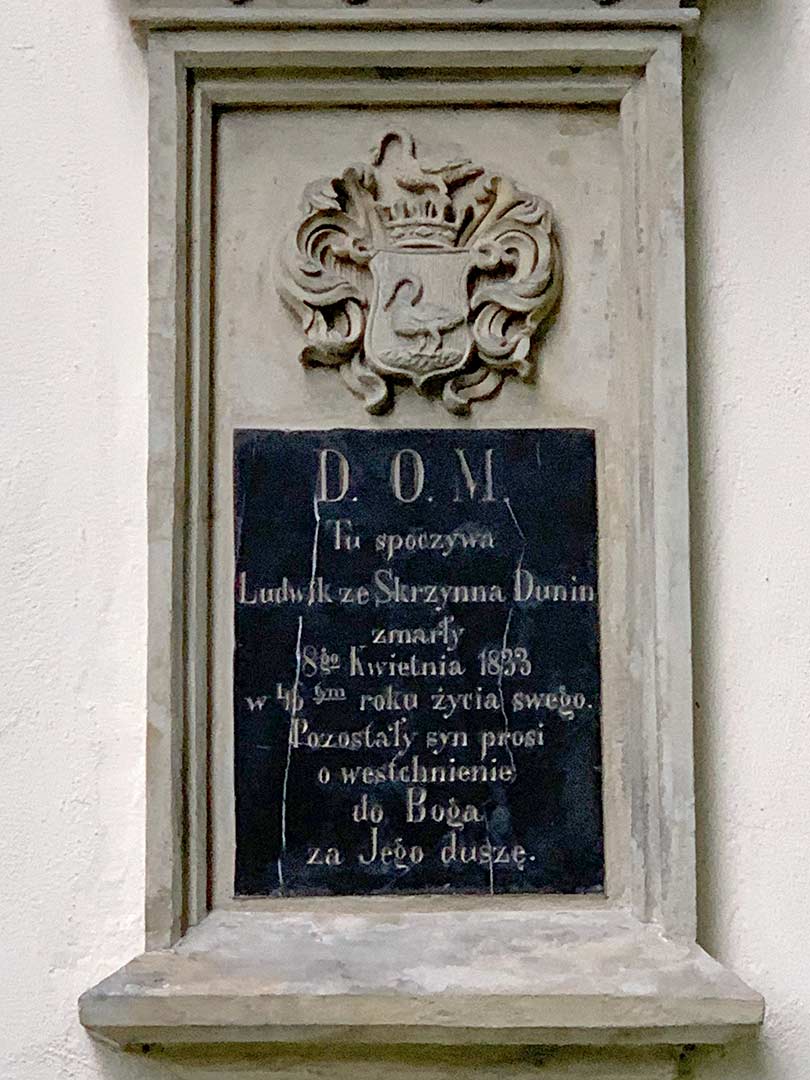 D. O. M.
Tu spoczywa
Ludwik ze Skrzynna Dunin
zmarły
8go Kwietnia 1833
w 46 tym roku życia swego.
Pozostały syn prosi
o westchnienie
do Boga
za Jego duszę.